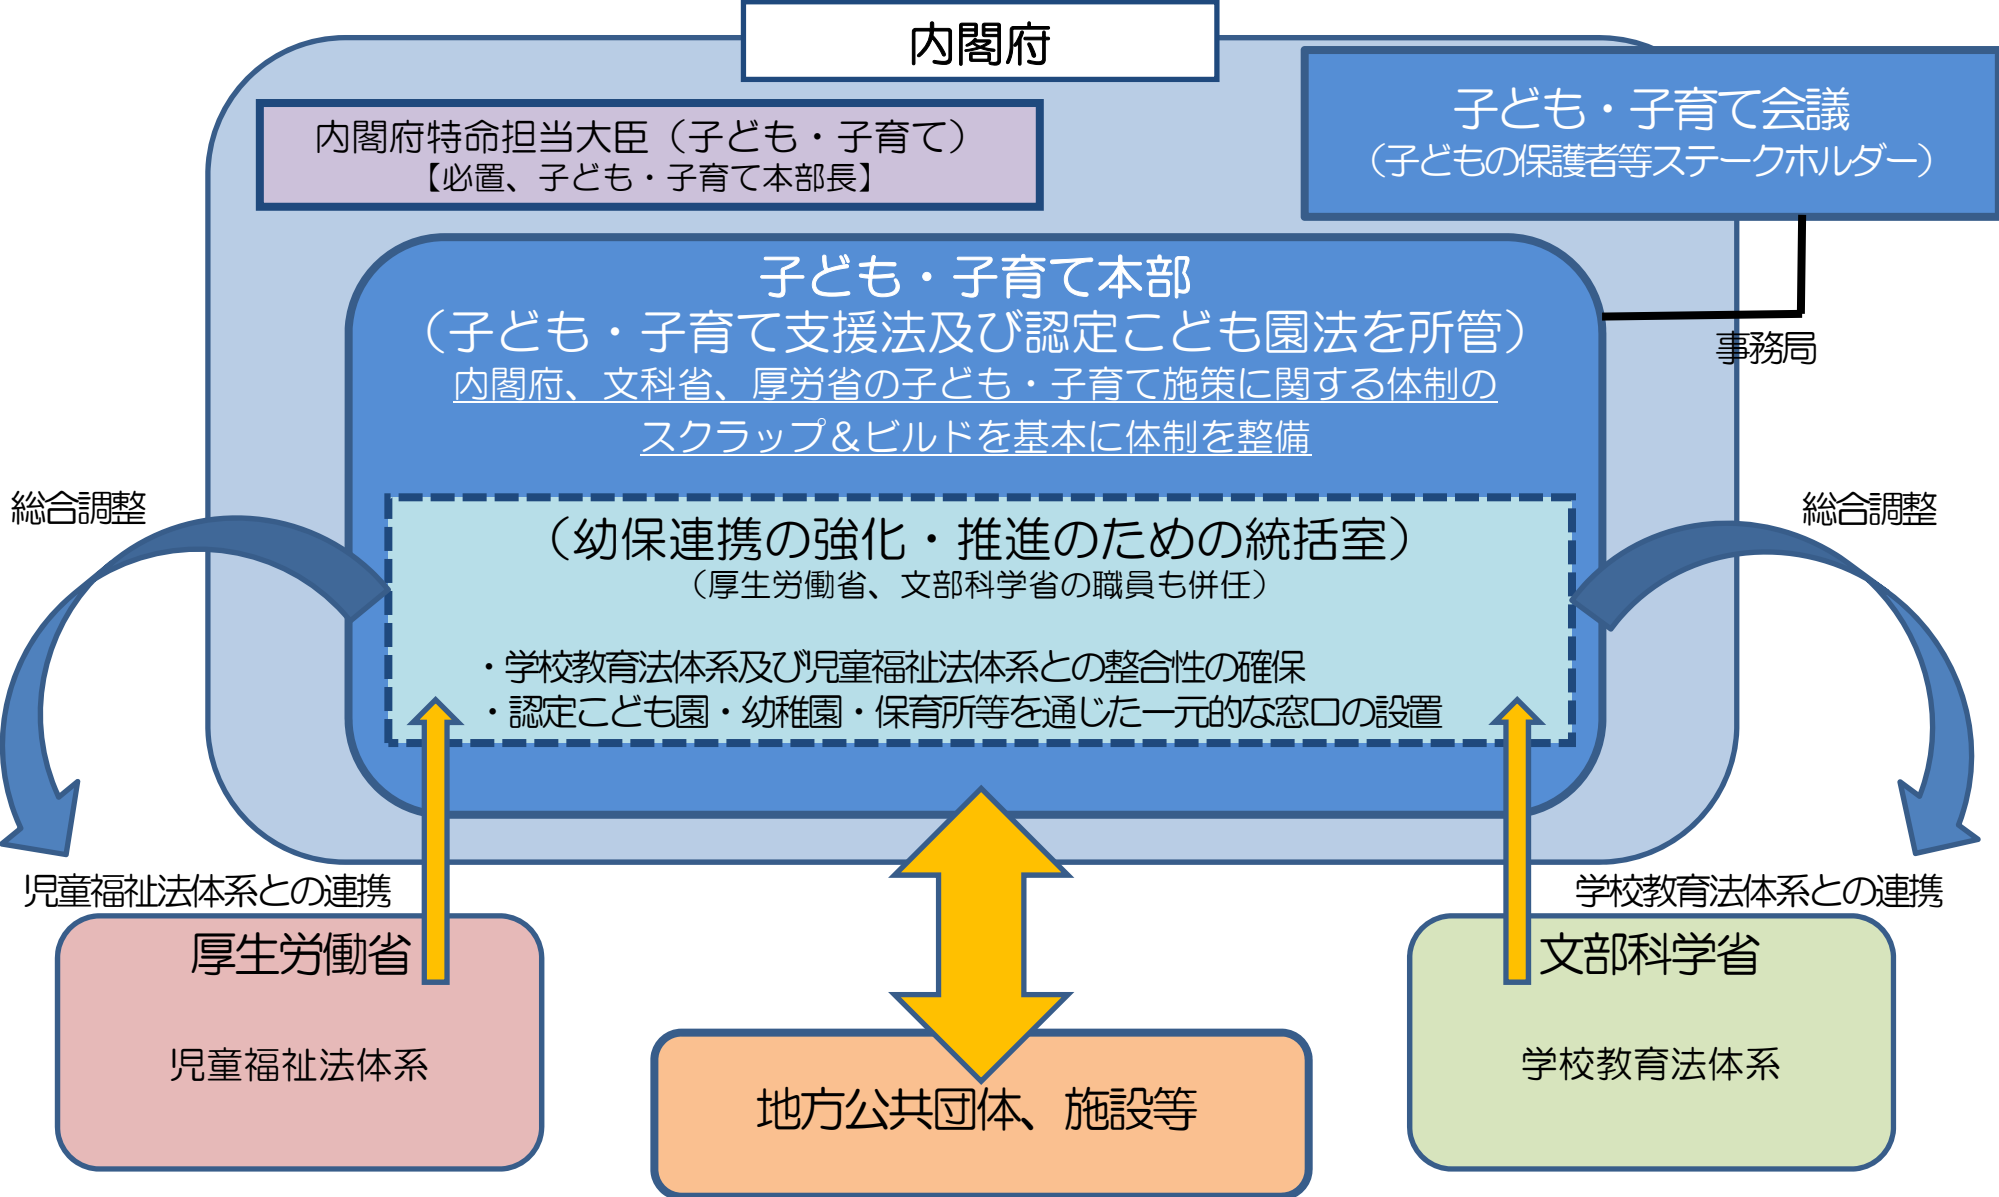 内閣府
内閣府特命担当大臣（子ども・子育て）
【必置、子ども・子育て本部長】
子ども・子育て会議
（子どもの保護者等ステークホルダー）
子ども・子育て本部
（子ども・子育て支援法及び認定こども園法を所管）
内閣府、文科省、厚労省の子ども・子育て施策に関する体制の
スクラップ＆ビルドを基本に体制を整備
事務局
総合調整
総合調整
（幼保連携の強化・推進のための統括室）
（厚生労働省、文部科学省の職員も併任）
・学校教育法体系及び児童福祉法体系との整合性の確保
・認定こども園・幼稚園・保育所等を通じた一元的な窓口の設置
児童福祉法体系との連携
学校教育法体系との連携
厚生労働省
児童福祉法体系
文部科学省
学校教育法体系
地方公共団体、施設等